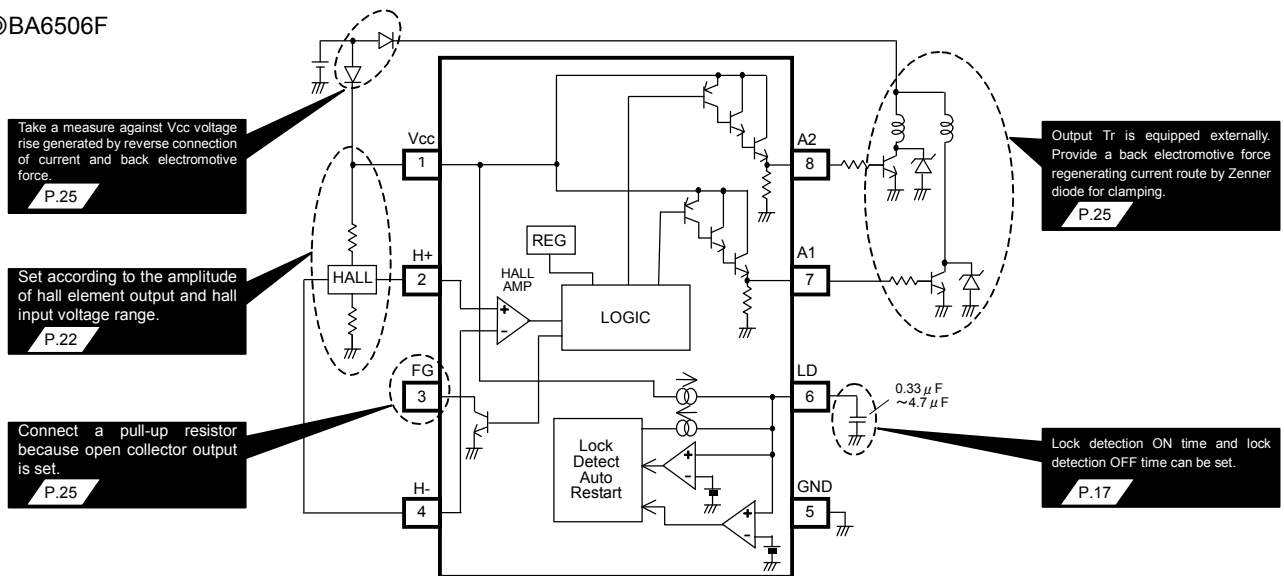 ◎BA6506F
Take a measure against Vcc voltage
rise generated by reverse connection
of current and back electromotive
force.
P.25
Set according to the amplitude
of hall element output and hall
input voltage range.
P.22
Connect a pull-up resistor
because open collector output
is set.
P.25
HALL
Vcc
1
H+
2
FG
3
H-
4
REG
HALL
AMP
+
-
LOGIC
Lock
Detect
Auto
Restart
+
-
+
-
A2
8
A1
7
LD
6
GND
5
0.33μF
～4.7μF
Output Tr is equipped externally.
Provide a back electromotive force
regenerating current route by Zenner
diode for clamping.
P.25
Lock detection ON time and lock
detection OFF time can be set.
P.17